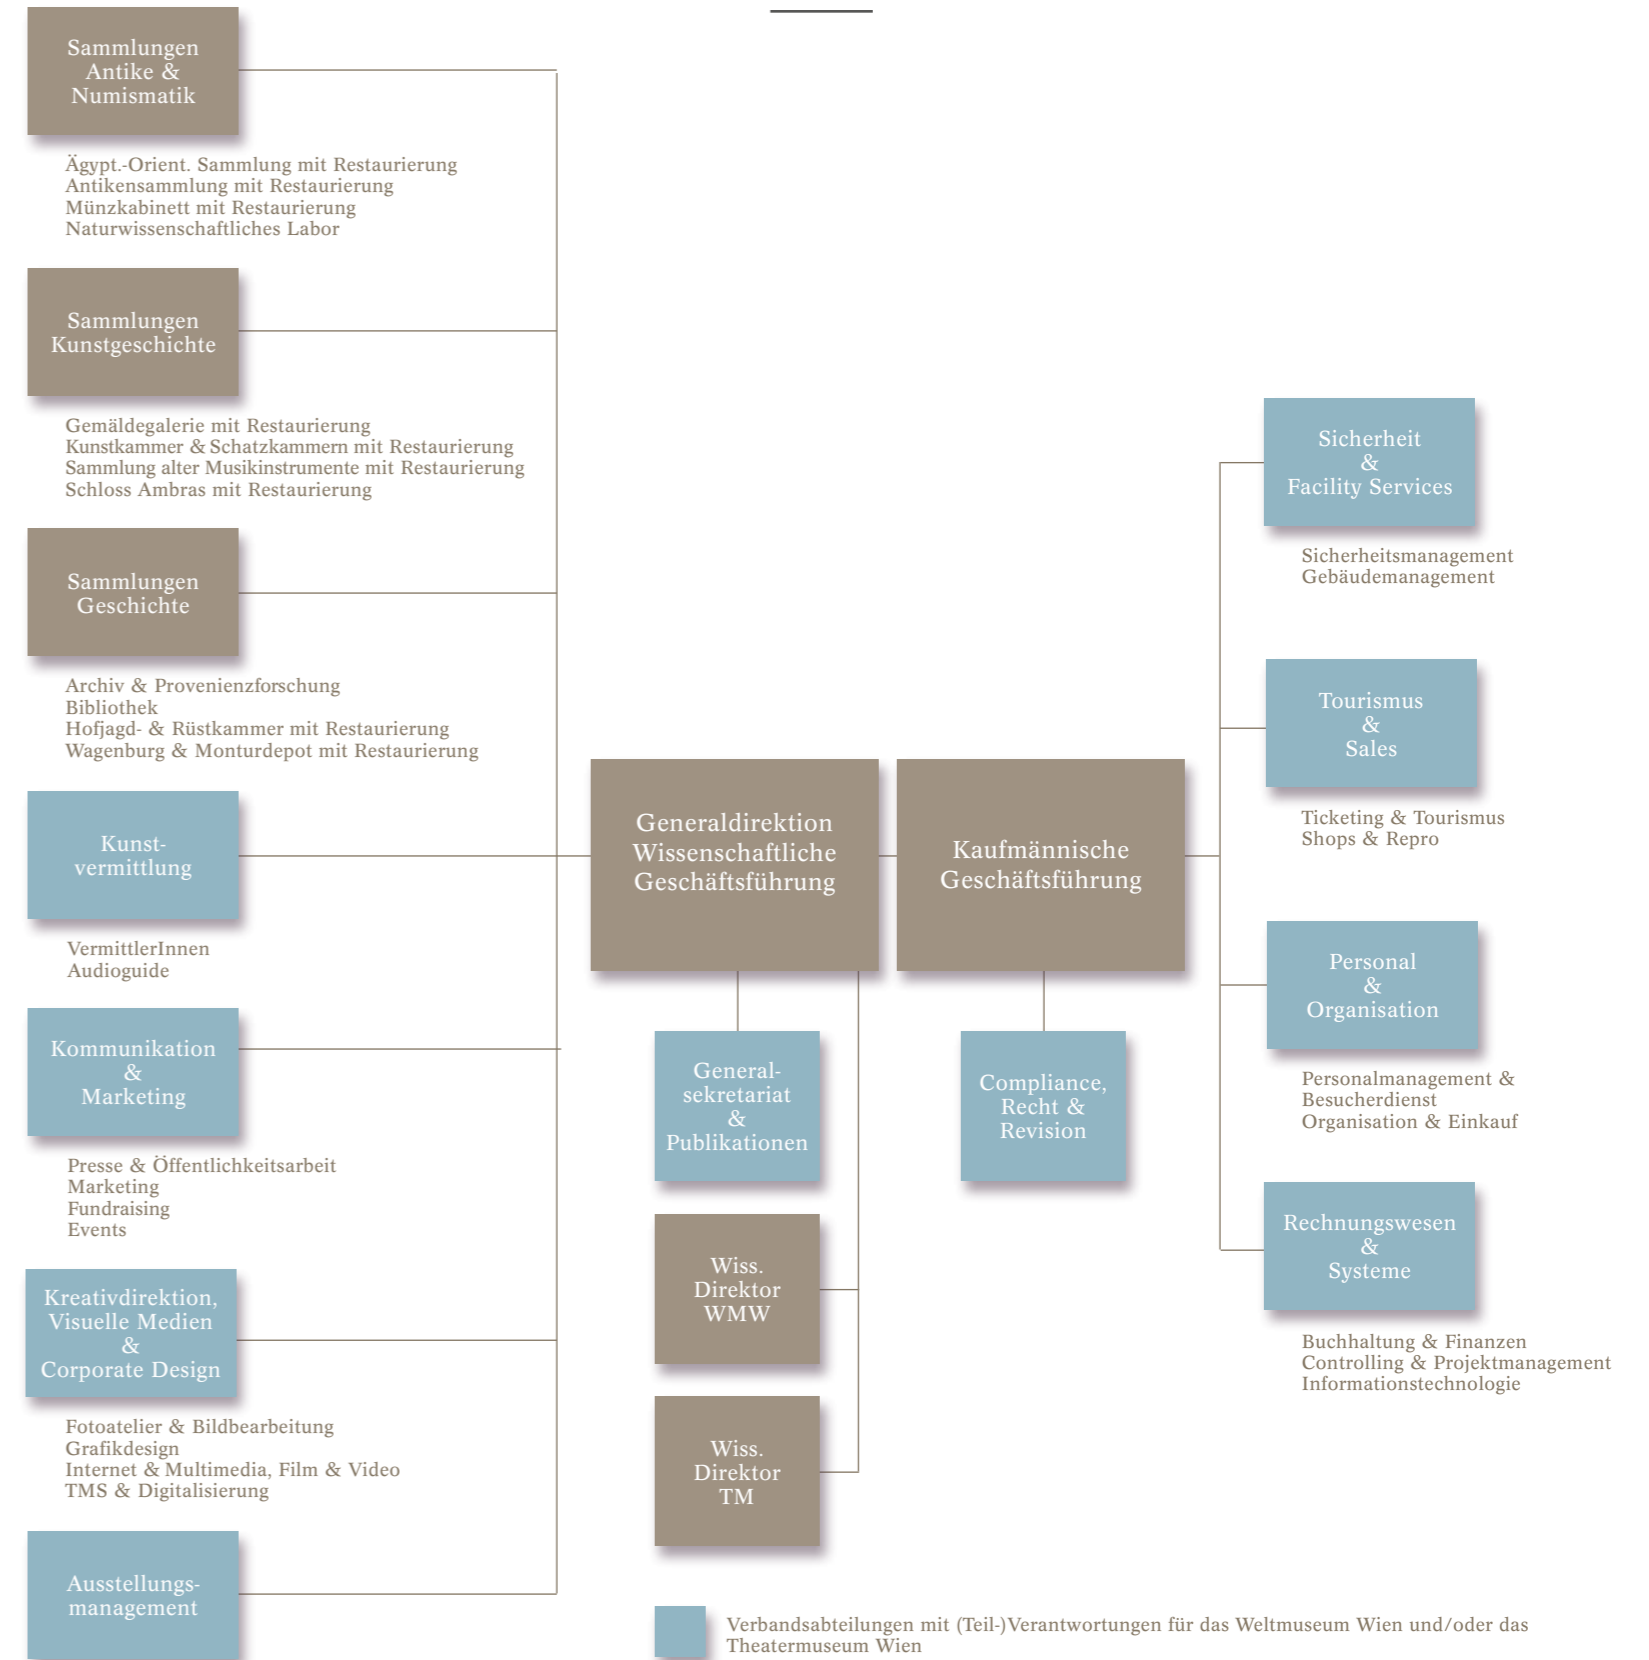 Sammlungen
Antike &
Numismatik
Ägypt.-Orient. Sammlung mit Restaurierung
Antikensammlung mit Restaurierung
Münzkabinett mit Restaurierung
Naturwissenschaftliches Labor
Sammlungen
Kunstgeschichte
Gemäldegalerie mit Restaurierung
Kunstkammer & Schatzkammern mit Restaurierung
Sammlung alter Musikinstrumente mit Restaurierung
Schloss Ambras mit Restaurierung
Sammlungen
Geschichte
Archiv & Provenienzforschung
Bibliothek
Hofjagd- & Rüstkammer mit Restaurierung
Wagenburg & Monturdepot mit Restaurierung
Kunst-
vermittlung
VermittlerInnen
Audioguide
Kommunikation
&
Marketing
Presse & Öffentlichkeitsarbeit
Marketing
Fundraising
Events
Kreativdirektion,
Visuelle Medien
&
Corporate Design
Fotoatelier & Bildbearbeitung
Grafikdesign
Internet & Multimedia, Film & Video
TMS & Digitalisierung
Ausstellungs-
management
Generaldirektion
Wissenschaftliche
Geschäftsführung
Kaufmännische
Geschäftsführung
General-
sekretariat
&
Publikationen
Compliance,
Recht &
Revision
Wiss.
Direktor
WMW
Wiss.
Direktor
TM
Sicherheit
&
Facility Services
Sicherheitsmanagement
Gebäudemanagement
Tourismus
&
Sales
Ticketing & Tourismus
Shops & Repro
Personal
&
Organisation
Personalmanagement &
Besucherdienst
Organisation & Einkauf
Rechnungswesen
&
Systeme
Buchhaltung & Finanzen
Controlling & Projektmanagement
Informationstechnologie
Verbandsabteilungen mit (Teil-)Verantwortungen für das Weltmuseum Wien und/oder das
Theatermuseum Wien